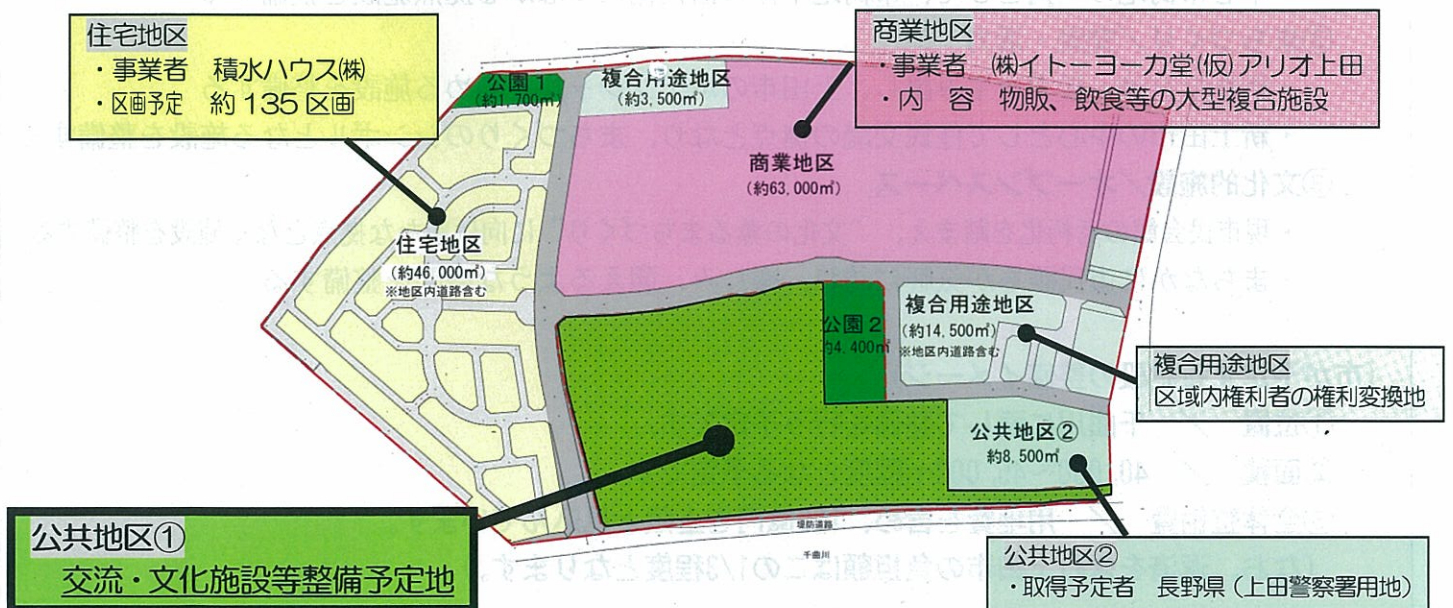 住宅地区
・事業者 積水ハウス㈱
・区画予定 約135区画
商業地区
・事業者 (株)イトーヨーカ堂(仮)アリオ上田
・内 容 物販、飲食等の大型複合施設
公園1
(約1,700㎡)
複合用途地区
(約3,500㎡)
商業地区
(約63,000㎡)
住宅地区
(約46,000㎡)
※地区内道路含む
公園2
約4,400㎡
複合用途地区
(約14,500㎡)
※地区内道路含む
複合用途地区
区域内権利者の権利変換地
公共地区②
約8,500㎡
公共地区①
交流・文化施設等整備予定地
堤防道路
千曲川
公共地区②
・取得予定者 長野県(上田警察署用地)